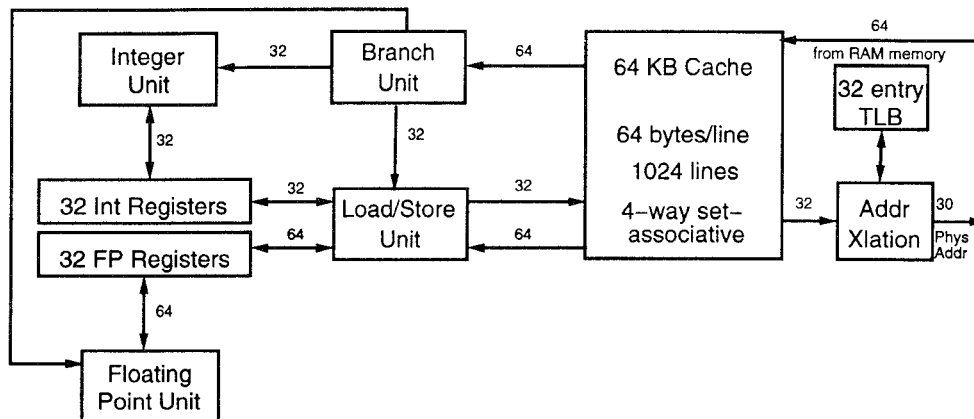 64
from RAM memory
Integer
Unit
32
Branch
Unit
64
64 KB Cache
64 bytes/line
1024 lines
4-way set-
associative
32 entry
TLB
32
32
32 Int Registers
32
Load/Store
Unit
32
64
32 FP Registers
64
32
Addr
Xlation
30
Phys
Addr
64
Floating
Point Unit